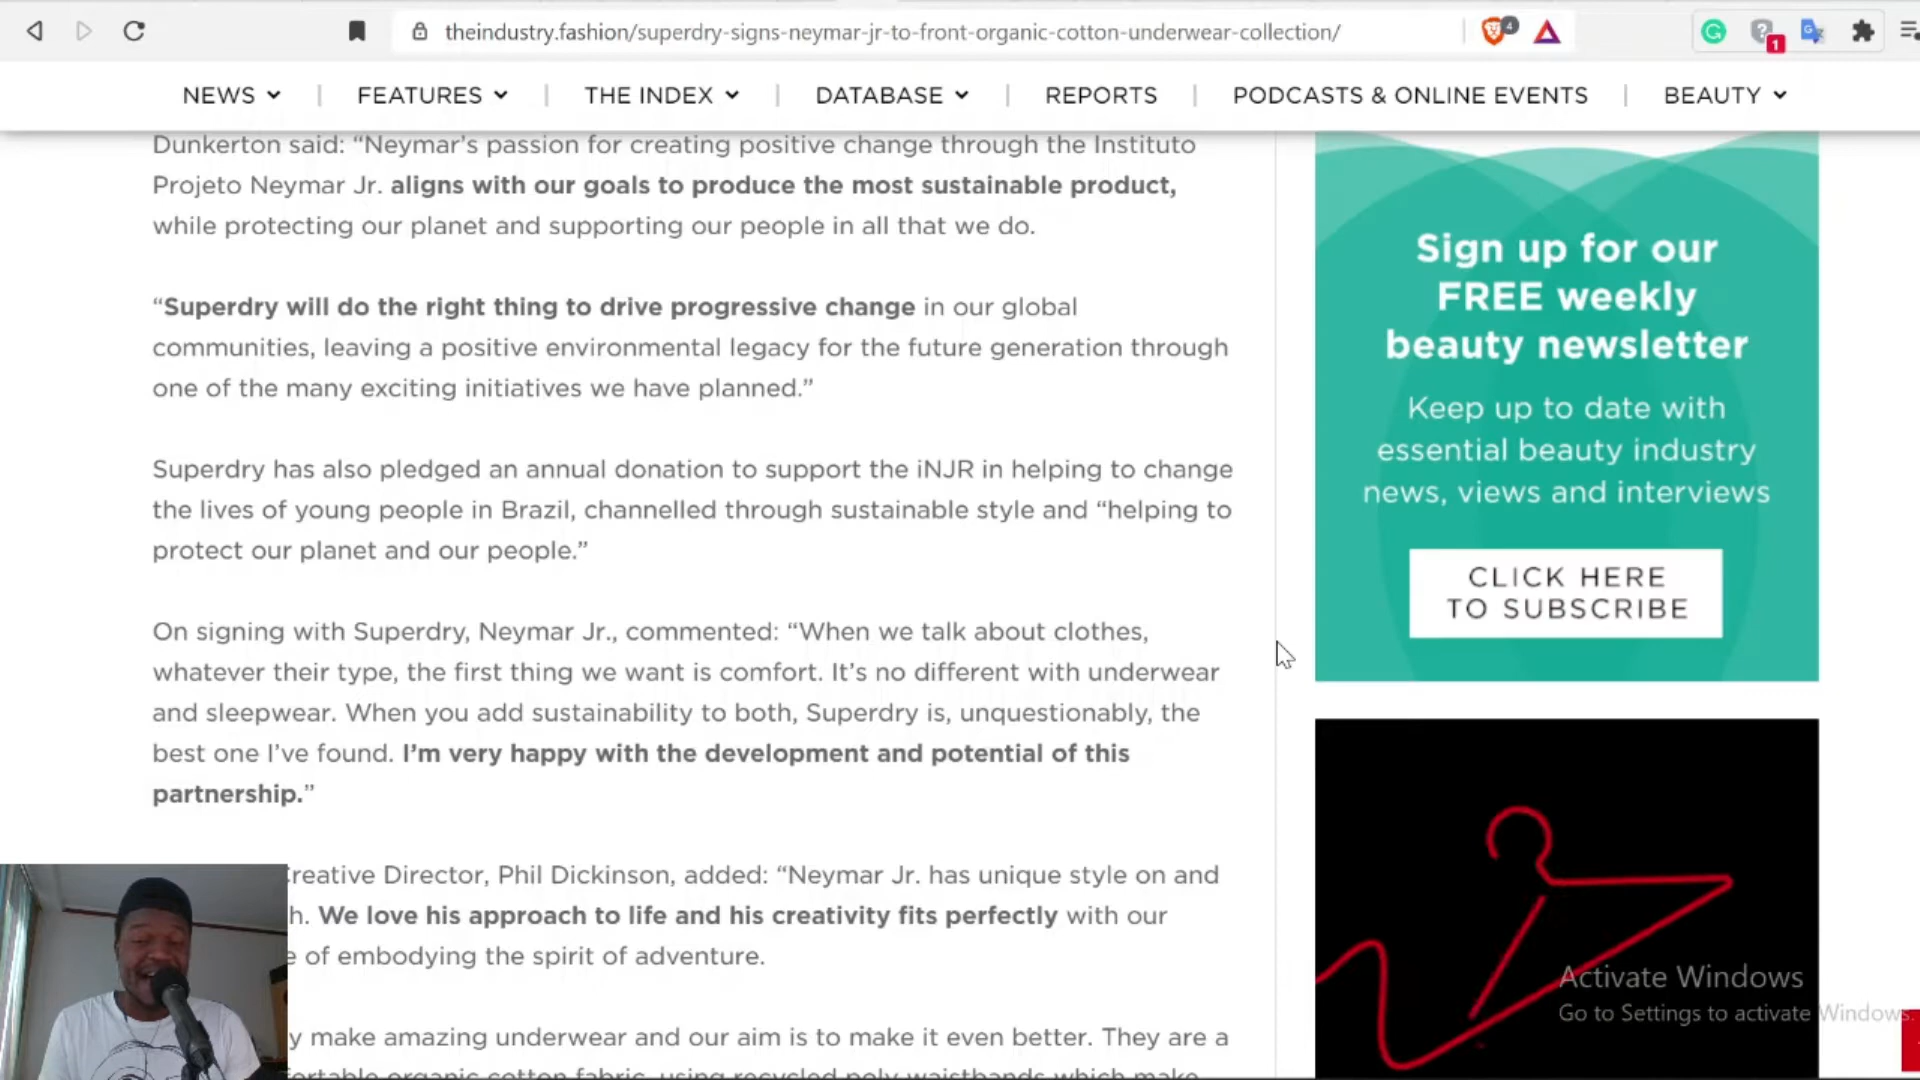 theindustry.fashion/superdry-signs-neymar-jr-to-front-organic-cotton-underwear-collection/
4
1
NEWS | FEATURES | THE INDEX | DATABASE | REPORTS | PODCASTS & ONLINE EVENTS | BEAUTY
Dunkerton said: “Neymar’s passion for creating positive change through the Instituto
Projeto Neymar Jr. aligns with our goals to produce the most sustainable product,
while protecting our planet and supporting our people in all that we do.
“Superdry will do the right thing to drive progressive change in our global
communities, leaving a positive environmental legacy for the future generation through
one of the many exciting initiatives we have planned.”
Superdry has also pledged an annual donation to support the iNJR in helping to change
the lives of young people in Brazil, channelled through sustainable style and “helping to
protect our planet and our people.”
On signing with Superdry, Neymar Jr., commented: “When we talk about clothes,
whatever their type, the first thing we want is comfort. It’s no different with underwear
and sleepwear. When you add sustainability to both, Superdry is, unquestionably, the
best one I’ve found. I’m very happy with the development and potential of this
partnership.”
Creative Director, Phil Dickinson, added: “Neymar Jr. has unique style on and
h. We love his approach to life and his creativity fits perfectly with our
e of embodying the spirit of adventure.
y make amazing underwear and our aim is to make it even better. They are a
ortable organic cotton fabric, using recycled poly waistbands which make
Sign up for our
FREE weekly
beauty newsletter
Keep up to date with
essential beauty industry
news, views and interviews
CLICK HERE
TO SUBSCRIBE
Activate Windows
Go to Settings to activate Windows.